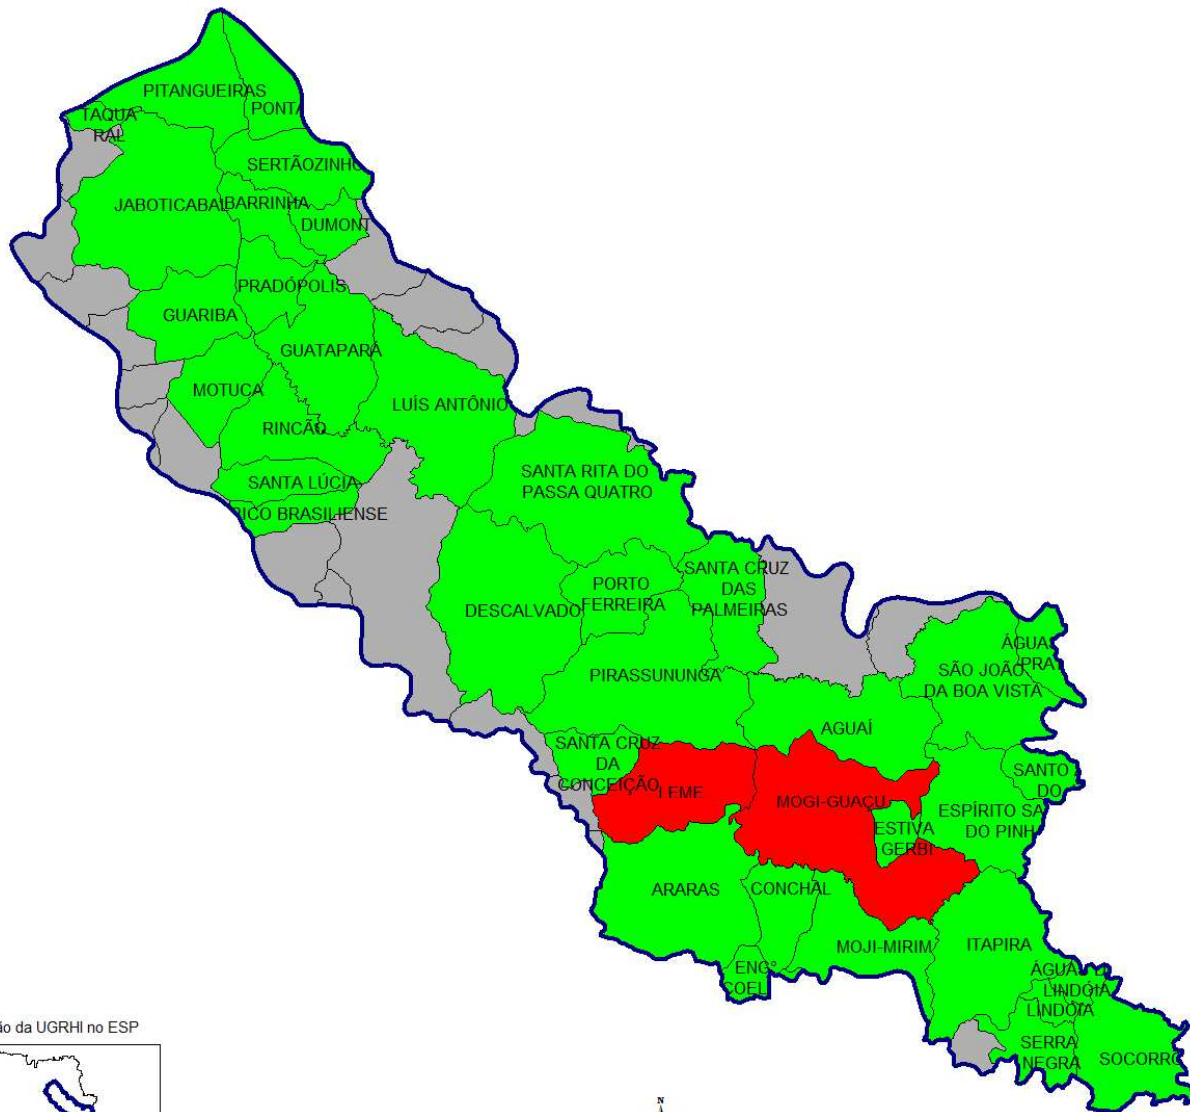 PITANGUEIRAS
PONTA
TAQUA
RAL
SERTÃOZINHO
JABOTICABAL
BARRINHA
DUMONT
PRADÓPOLIS
GUARIBA
GUATAPARÁ
MOTUCA
LUÍS ANTÔNIO
RINCÃO
SANTA RITA DO
PASSA QUATRO
SANTA LÚCIA
RICO BRASILIENSE
SANTA CRUZ
DAS
PALMEIRAS
PORTO
FERREIRA
DESCALVADO
PIRASSUNUNGA
ÁGUAS
PRA
SÃO JOÃO
DA BOA VISTA
AGUAÍ
SANTA CRUZ
DA
CONCEIÇÃO
LEME
MOGI-GUAÇU
SANTO
DO
ESPÍRITO SA
DO PINH
ESTIVA
GERBI
ARARAS
CONCHAL
MOJI-MIRIM
ITAPIRA
ENGº
COEL
ÁGUAS
LINDÓIA
LINDÓIA
SERRA
NEGRA
SOCORRO
ão da UGRHI no ESP
N